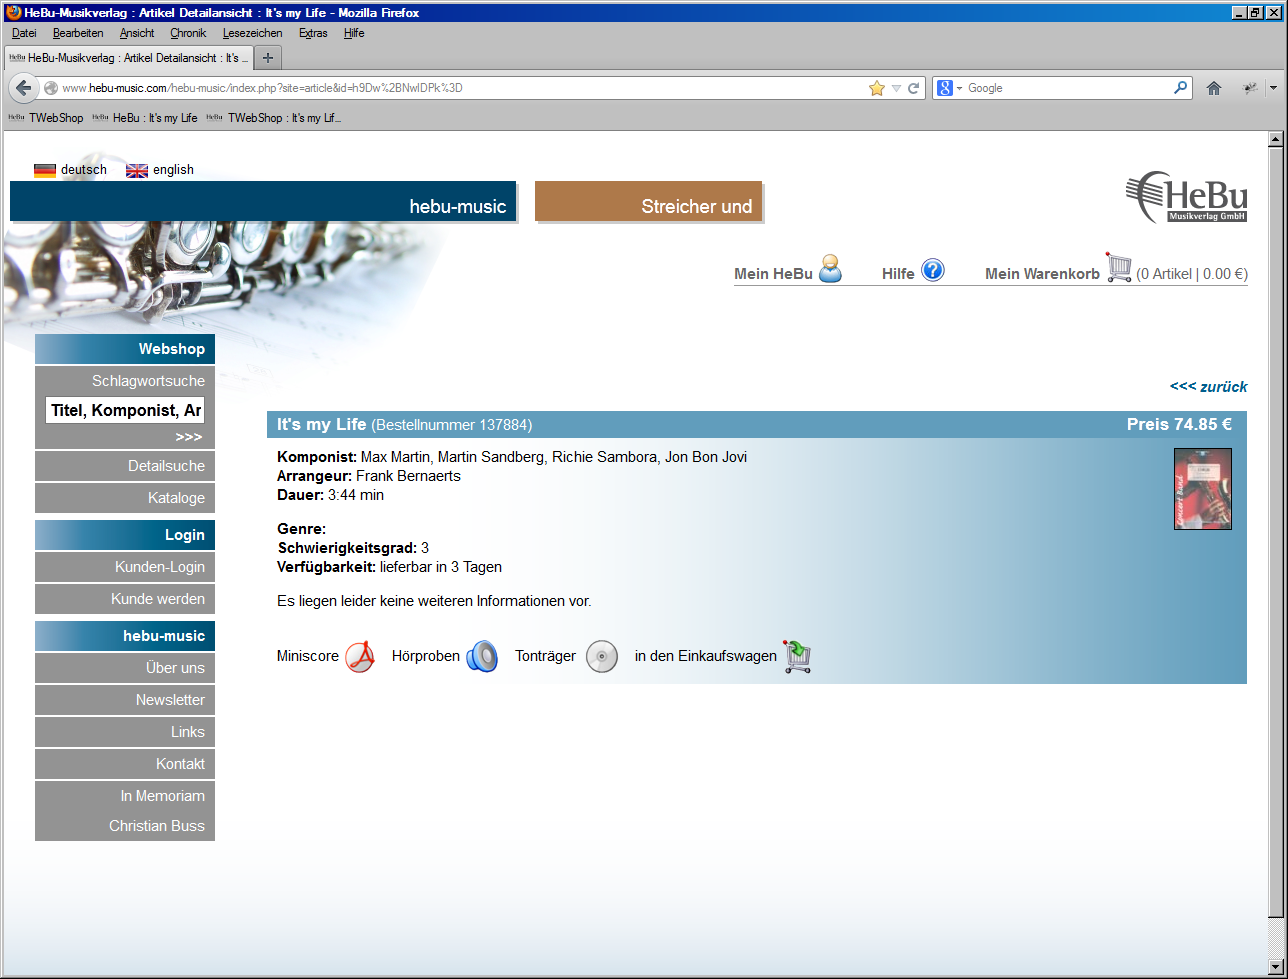 HeBu-Musikverlag : Artikel Detailansicht : It's my Life - Mozilla Firefox
Datei Bearbeiten Ansicht Chronik Lesezeichen Extras Hilfe
HeBu HeBu-Musikverlag : Artikel Detailansicht : It's ...
www.hebu-music.com/hebu-music/index.php?site=article&id=h9Dw%2BNwIDPk%3D
8 Google
HeBu TWebShop HeBu HeBu : It's my Life HeBu TWebShop : It's my Lif...
deutsch english
hebu-music
Streicher und
HeBu
Musikverlag GmbH
Mein HeBu Hilfe ? Mein Warenkorb (0 Artikel | 0.00 €)
Webshop
Schlagwortsuche
Titel, Komponist, Ar
>>>
Detailsuche
Kataloge
Login
Kunden-Login
Kunde werden
hebu-music
Über uns
Newsletter
Links
Kontakt
In Memoriam
Christian Buss
<<< zurück
It's my Life (Bestellnummer 137884) Preis 74.85 €
Komponist: Max Martin, Martin Sandberg, Richie Sambora, Jon Bon Jovi
Arrangeur: Frank Bernaerts
Dauer: 3:44 min
Concert Band
Genre:
Schwierigkeitsgrad: 3
Verfügbarkeit: lieferbar in 3 Tagen
Es liegen leider keine weiteren Informationen vor.
Miniscore Hörproben Tonträger in den Einkaufswagen